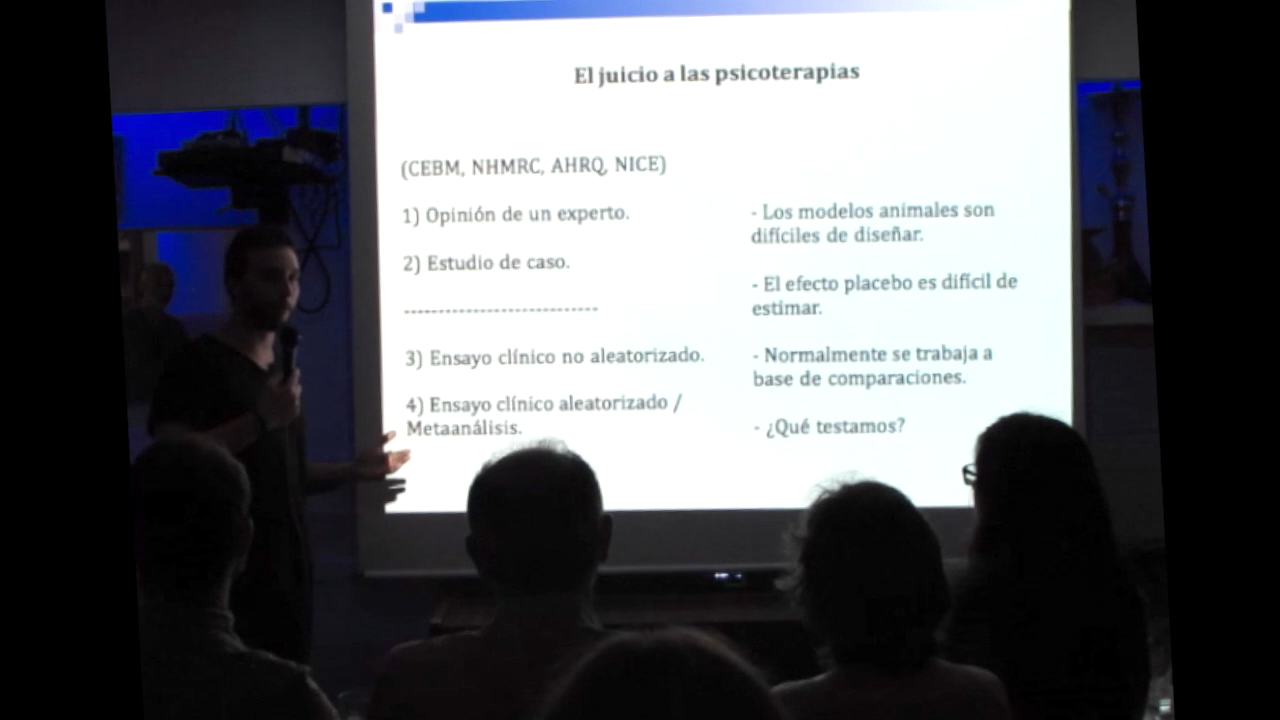 El juicio a las psicoterapias
(CEBM, NHMRC, AHRQ, NICE)
1) Opinión de un experto.
2) Estudio de caso.
----------------------------
3) Ensayo clínico no aleatorizado.
4) Ensayo clínico aleatorizado /
Metaanálisis.
- Los modelos animales son
difíciles de diseñar.
- El efecto placebo es difícil de
estimar.
- Normalmente se trabaja a
base de comparaciones.
- ¿Qué testamos?